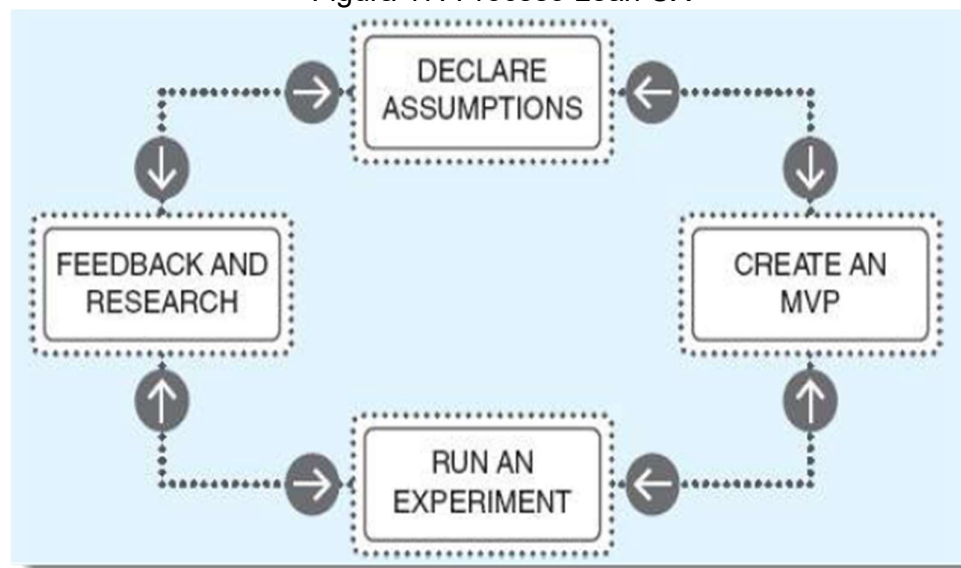 DECLARE
ASSUMPTIONS
FEEDBACK AND
RESEARCH
CREATE AN
MVP
RUN AN
EXPERIMENT